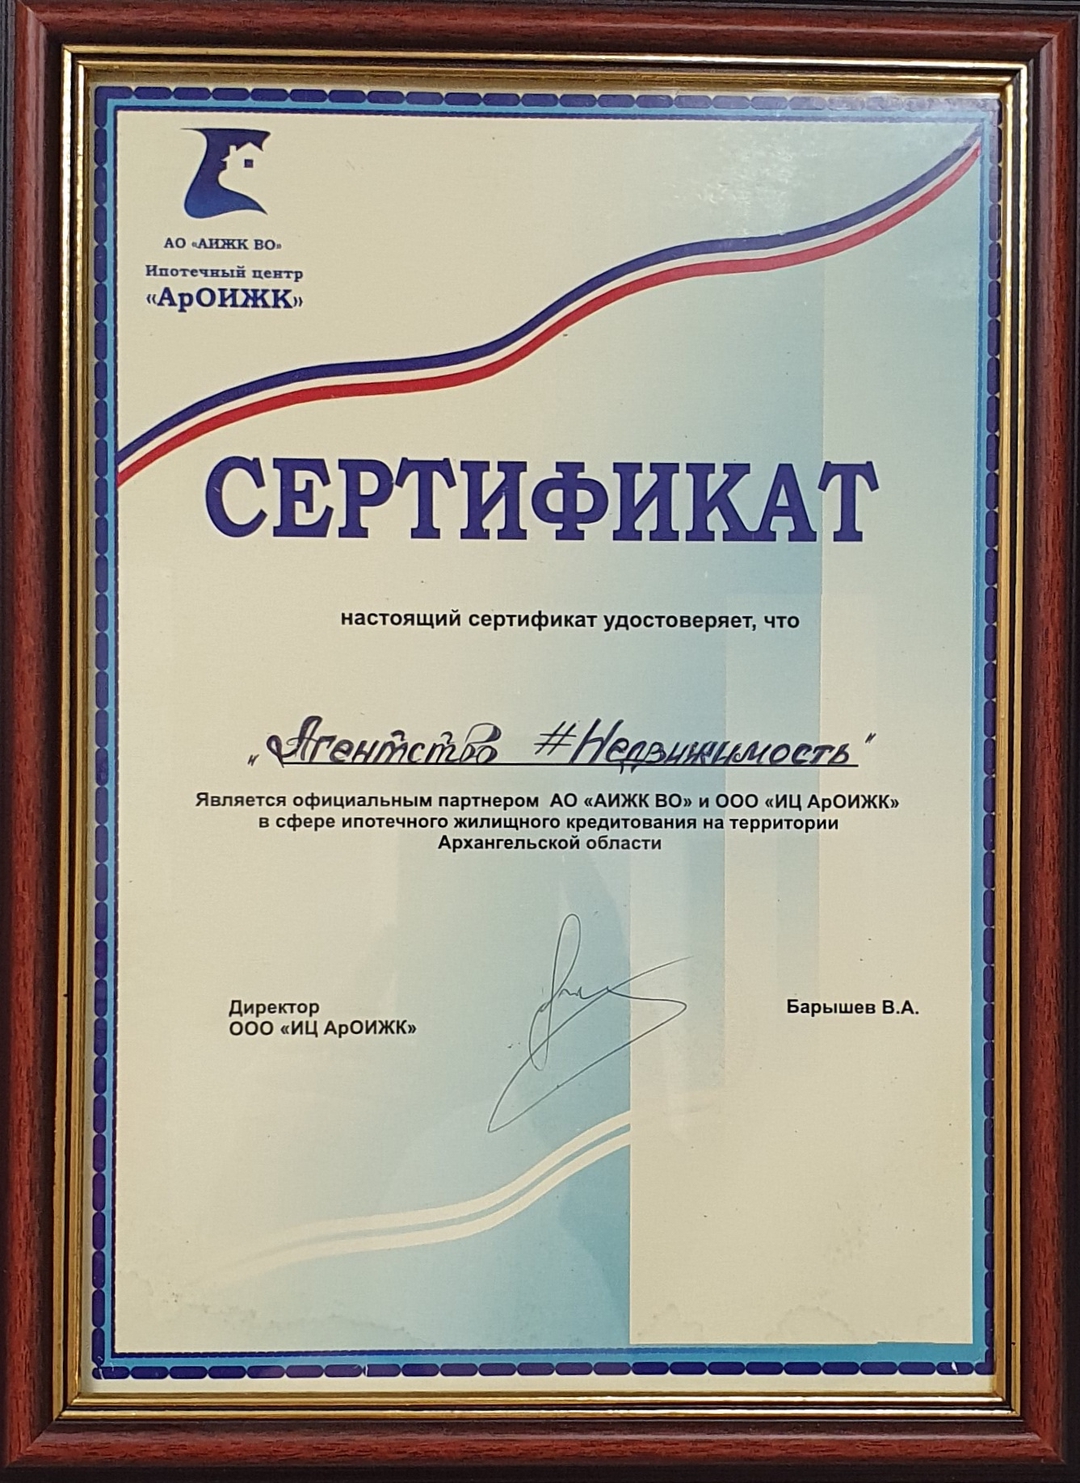 АО «АИЖК ВО»
Ипотечный центр
«АрОИЖК»
СЕРТИФИКАТ
настоящий сертификат удостоверяет, что
„Агентство #Недвижимость"
Является официальным партнером АО «АИЖК ВО» и ООО «ИЦ АрОИЖК»
в сфере ипотечного жилищного кредитования на территории
Архангельской области
Директор
ООО «ИЦ АрОИЖК»
Барышев В.А.